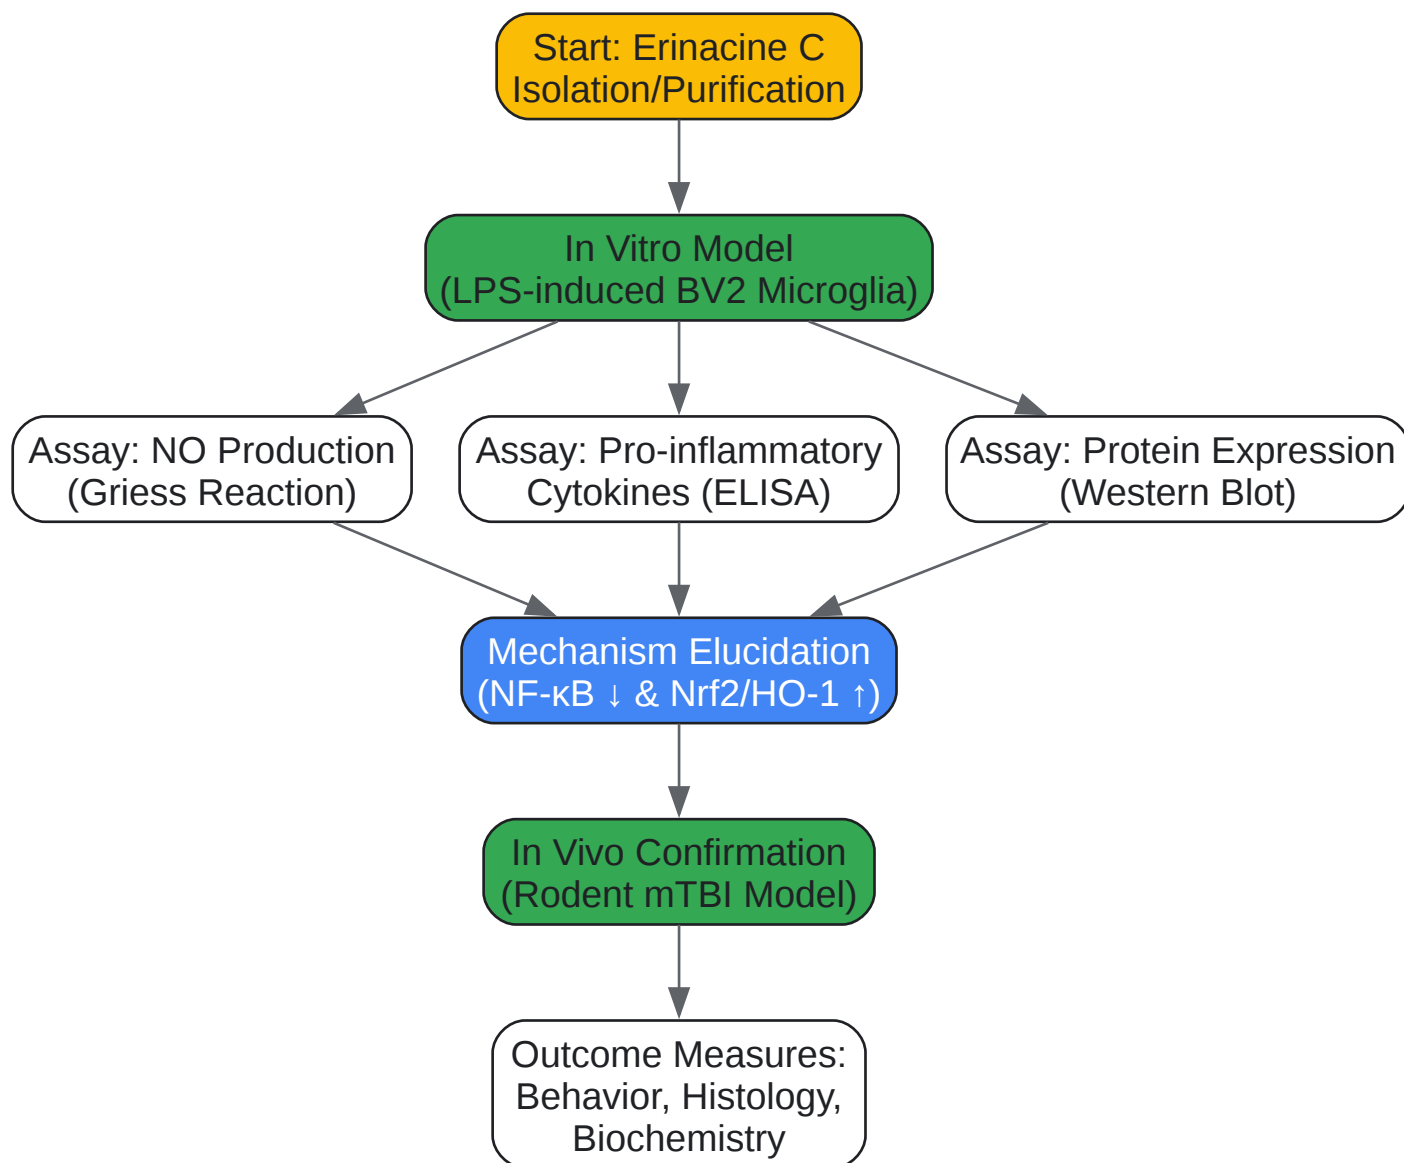 Start: Erinacine C
Isolation/Purification
In Vitro Model
(LPS-induced BV2 Microglia)
Assay: NO Production
(Griess Reaction)
Assay: Pro-inflammatory
Cytokines (ELISA)
Assay: Protein Expression
(Western Blot)
Mechanism Elucidation
(NF-κB ↓ & Nrf2/HO-1 ↑)
In Vivo Confirmation
(Rodent mTBI Model)
Outcome Measures:
Behavior, Histology,
Biochemistry